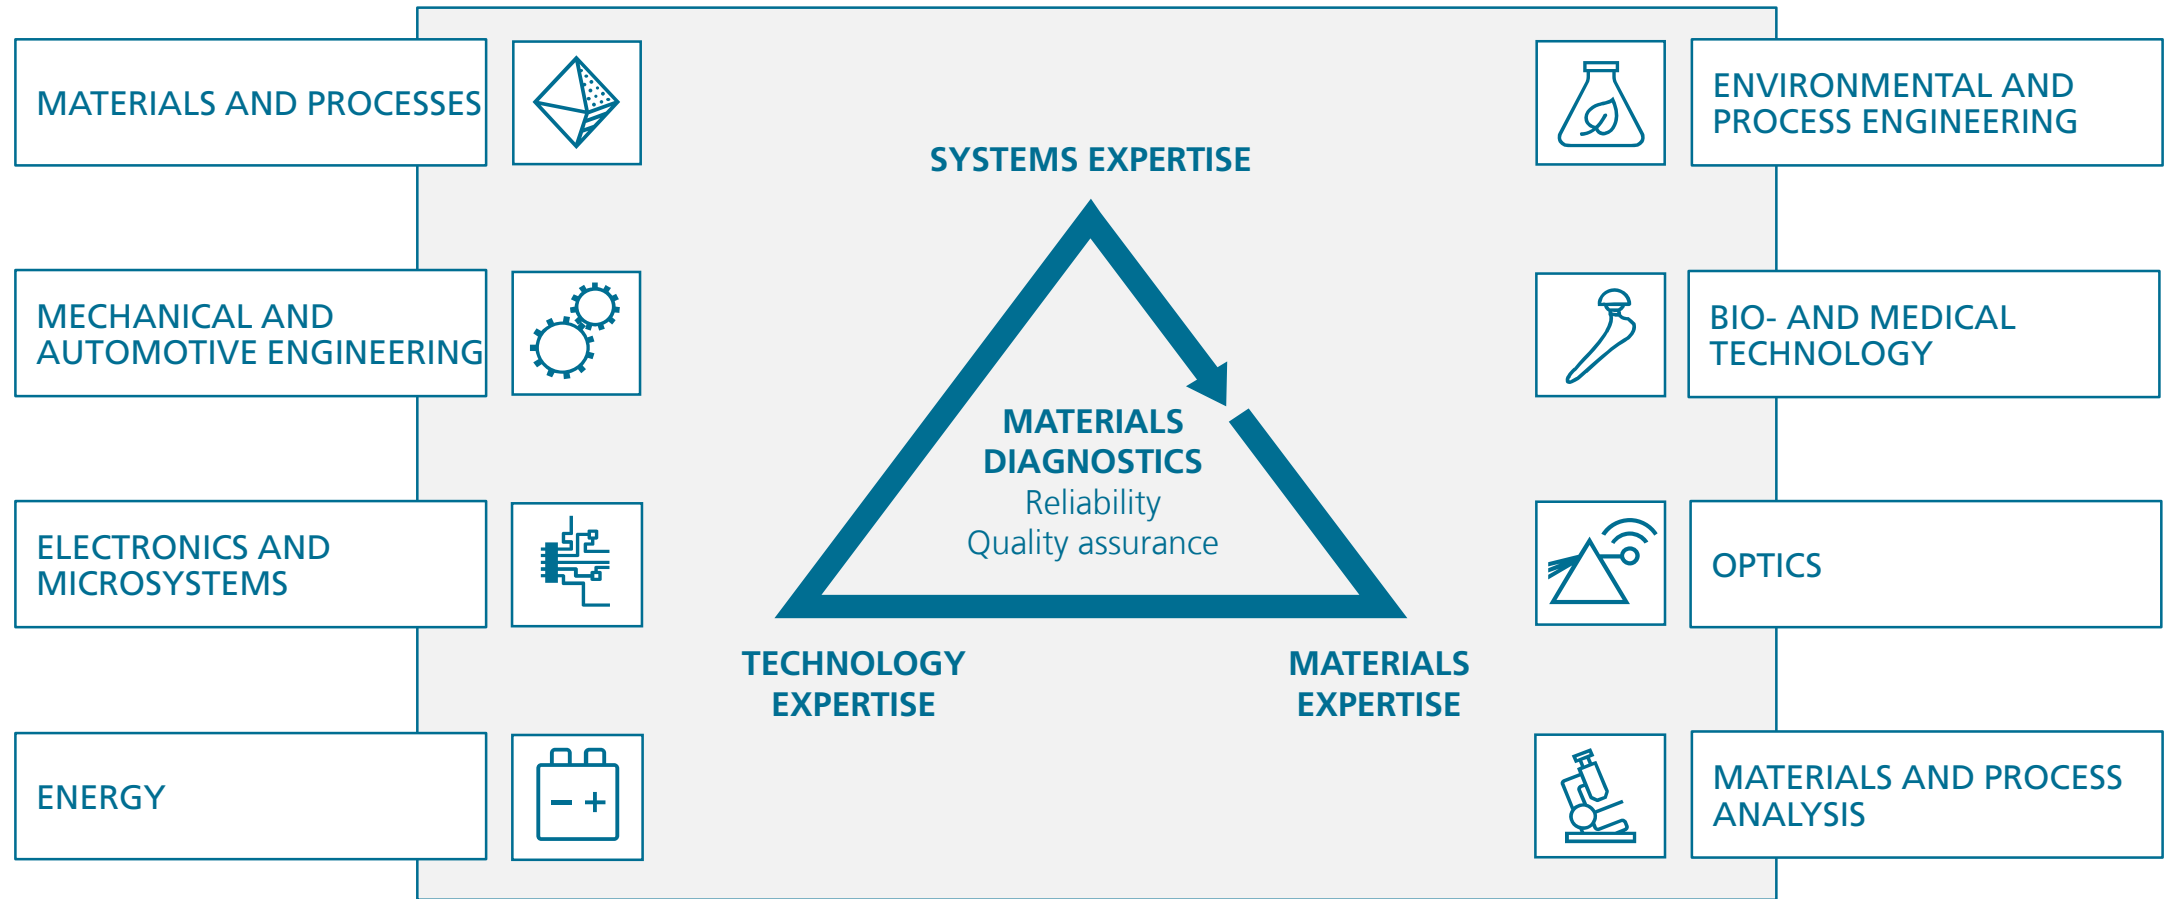 MATERIALS AND PROCESSES
MECHANICAL AND
AUTOMOTIVE ENGINEERING
ELECTRONICS AND
MICROSYSTEMS
ENERGY
SYSTEMS EXPERTISE
MATERIALS
DIAGNOSTICS
Reliability
Quality assurance
TECHNOLOGY
EXPERTISE
MATERIALS
EXPERTISE
ENVIRONMENTAL AND
PROCESS ENGINEERING
BIO- AND MEDICAL
TECHNOLOGY
OPTICS
MATERIALS AND PROCESS
ANALYSIS